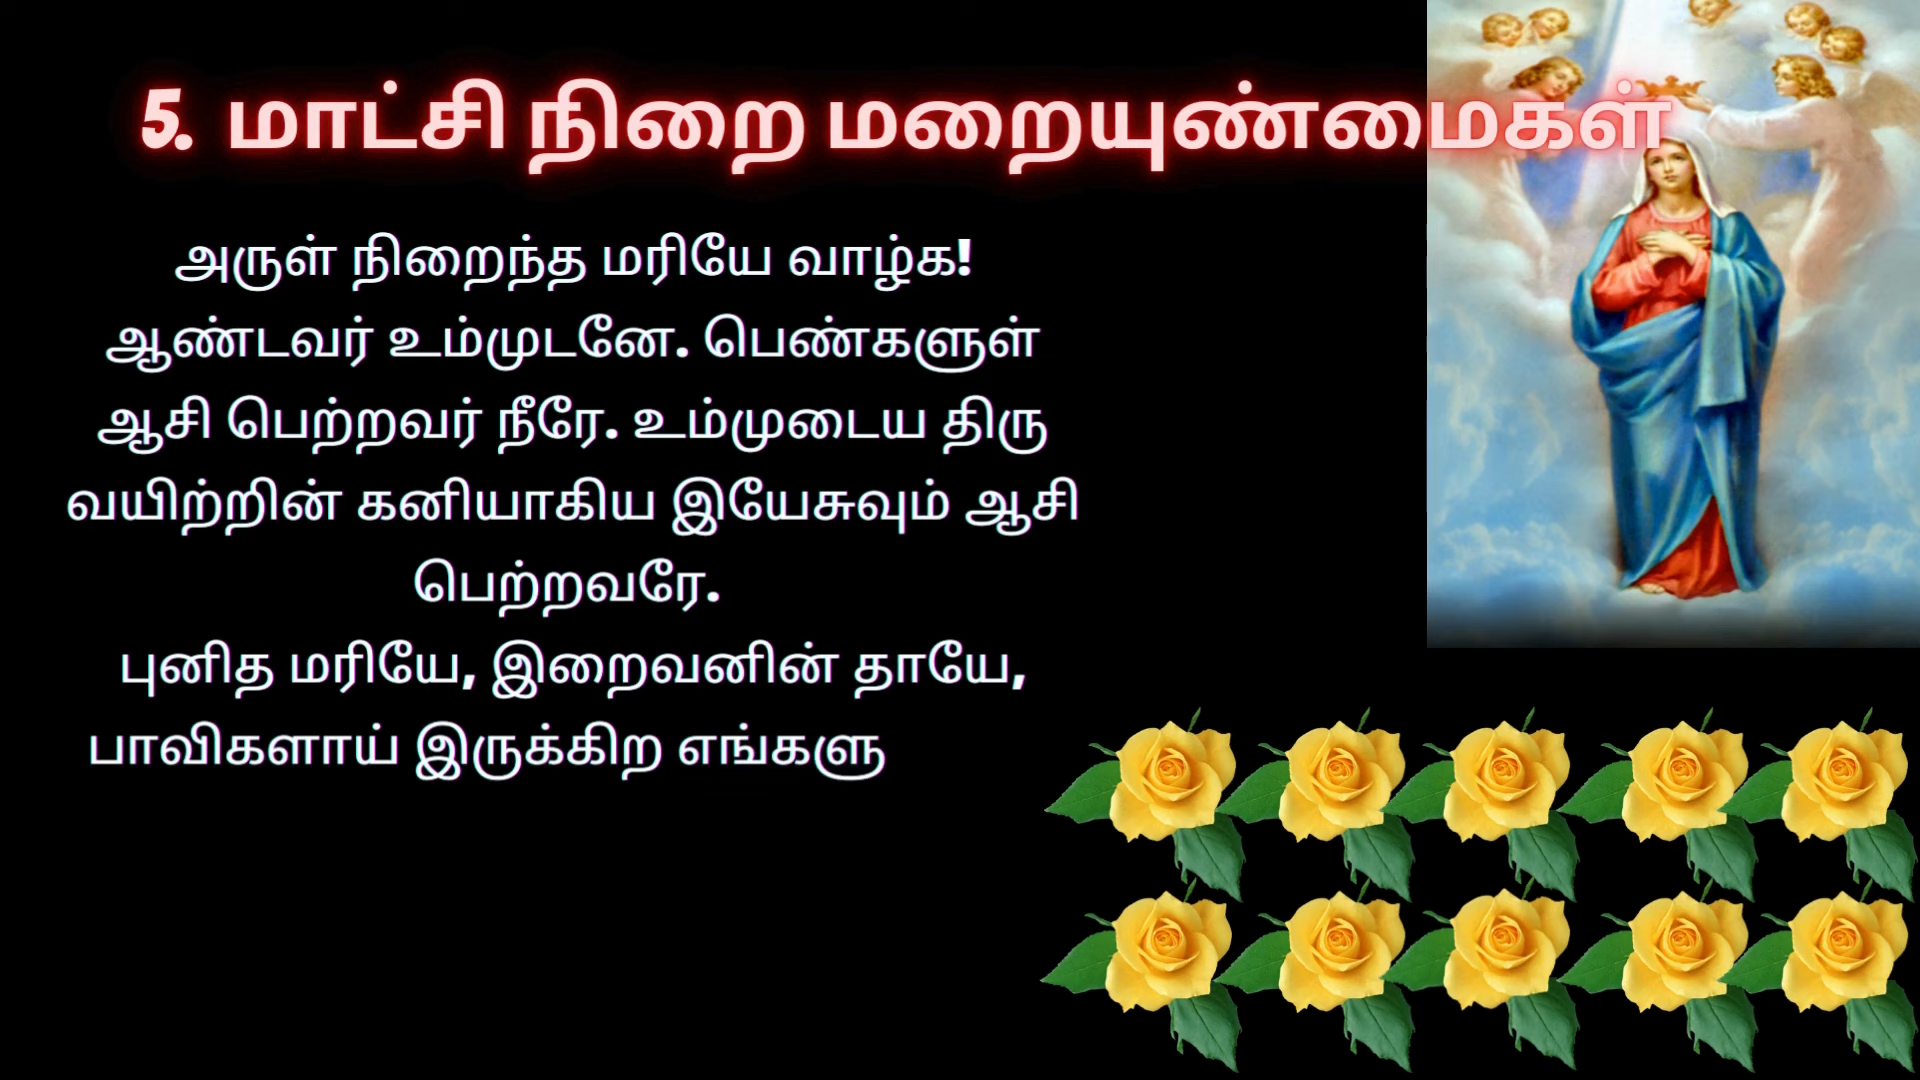 5. மாட்சி நிறை மறையுண்மைகள்
அருள் நிறைந்த மரியே வாழ்க!
ஆண்டவர் உம்முடனே. பெண்களுள்
ஆசி பெற்றவர் நீரே. உம்முடைய திரு
வயிற்றின் கனியாகிய இயேசுவும் ஆசி
பெற்றவரே.
புனித மரியே, இறைவனின் தாயே,
பாவிகளாய் இருக்கிற எங்களு